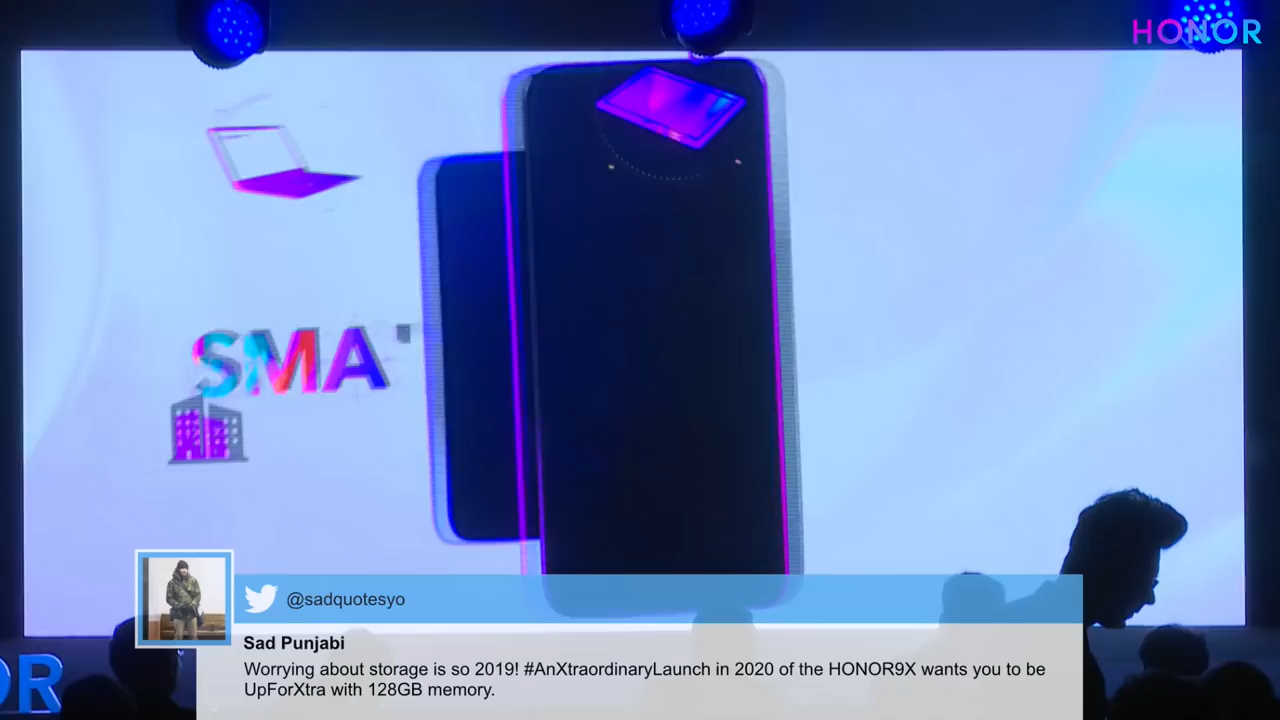 HONOR
SMA
@sadquotesyo
Sad Punjabi
Worrying about storage is so 2019! #AnXtraordinaryLaunch in 2020 of the HONOR9X wants you to be
UpForXtra with 128GB memory.
OR